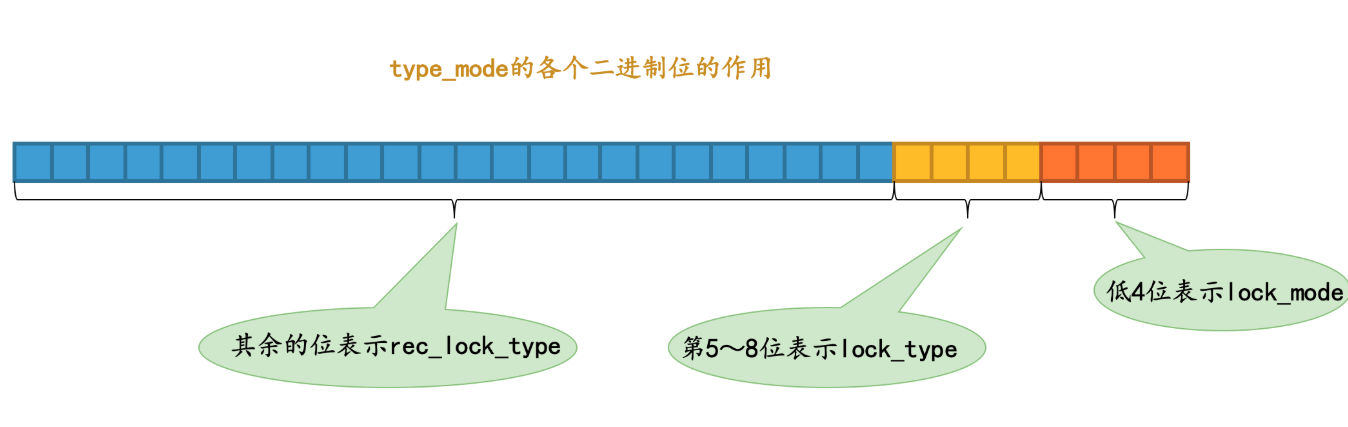 type_mode的各个二进制位的作用
低4位表示lock_mode
其余的位表示rec_lock_type
第5～8位表示lock_type